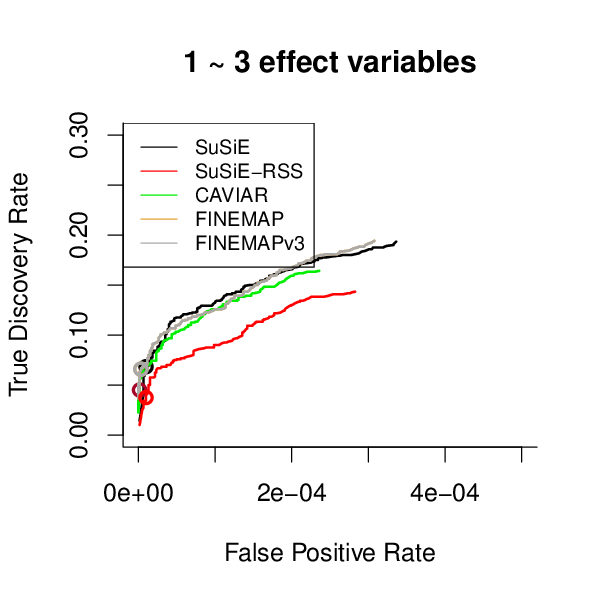 1 ~ 3 effect variables
True Discovery Rate
0.30
0.20
0.10
0.00
SuSiE
SuSiE−RSS
CAVIAR
FINEMAP
FINEMAPv3
0e+00 2e−04 4e−04
False Positive Rate